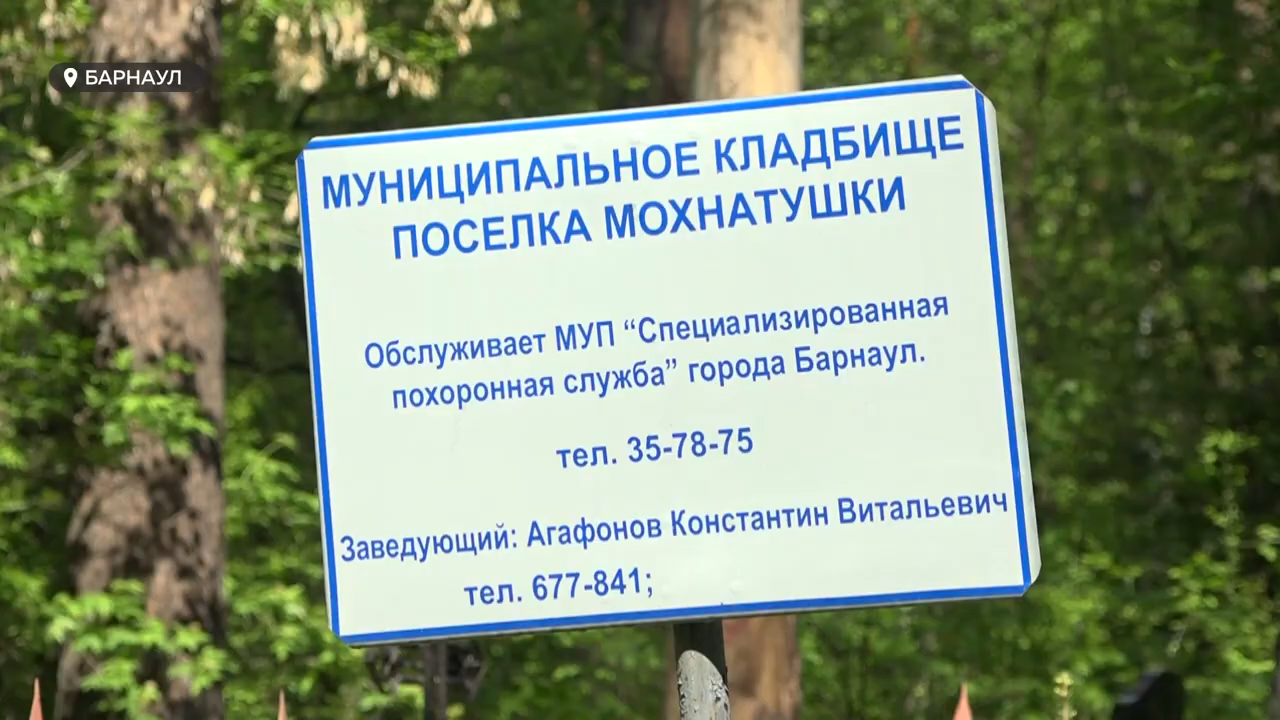 БАРНАУЛ
МУНИЦИПАЛЬНОЕ КЛАДБИЩЕ
ПОСЕЛКА МОХНАТУШКИ
Обслуживает МУП “Специализированная
похоронная служба” города Барнаул.
тел. 35-78-75
Заведующий: Агафонов Константин Витальевич
тел. 677-841;